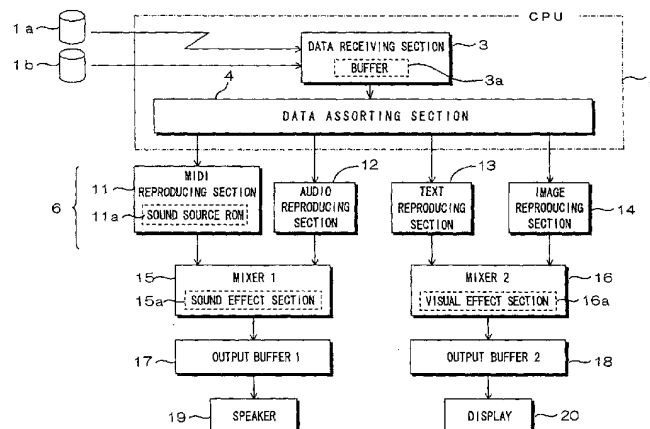 CPU
1a
1b
DATA RECEIVING SECTION
3
BUFFER
3a
4
DATA ASSORTING SECTION
6
11
MIDI
REPRODUCING SECTION
11a
SOUND SOURCE ROM
12
AUDIO
REPRODUCING
SECTION
13
TEXT
REPRODUCING
SECTION
IMAGE
REPRODUCING
SECTION
14
15
MIXER 1
15a
SOUND EFFECT SECTION
MIXER 2
16
VISUAL EFFECT SECTION
16a
17
OUTPUT BUFFER 1
OUTPUT BUFFER 2
18
19
SPEAKER
DISPLAY
20